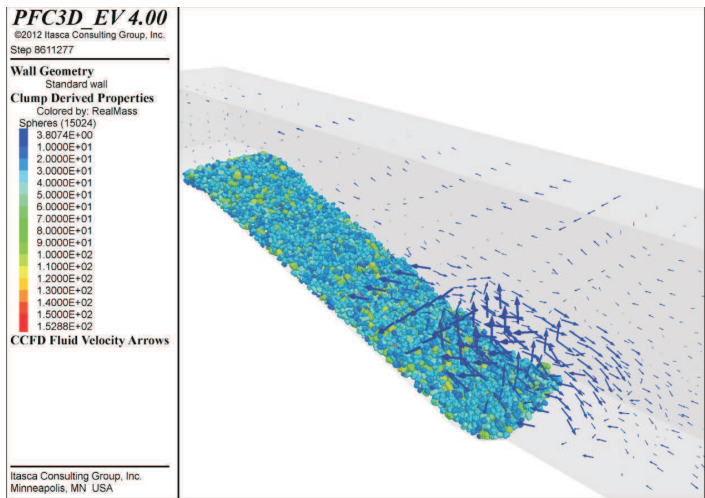 PFC3D_EV 4.00
©2012 Itasca Consulting Group, Inc.
Step 8611277
Wall Geometry
Standard wall
Clump Derived Properties
Colored by: RealMass
Spheres (15024)
3.8074E+00
1.0000E+01
2.0000E+01
3.0000E+01
4.0000E+01
5.0000E+01
6.0000E+01
7.0000E+01
8.0000E+01
9.0000E+01
1.0000E+02
1.1000E+02
1.2000E+02
1.3000E+02
1.4000E+02
1.5000E+02
1.5288E+02
CCFD Fluid Velocity Arrows
Itasca Consulting Group, Inc.
Minneapolis, MN USA